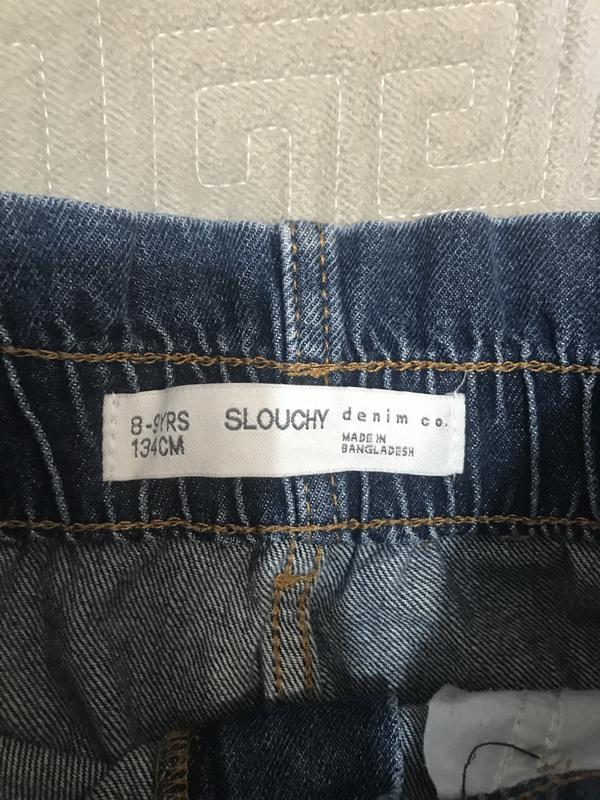 8-9YRS
134CM
SLOUCHY
denim co.
MADE IN
BANGLADESH